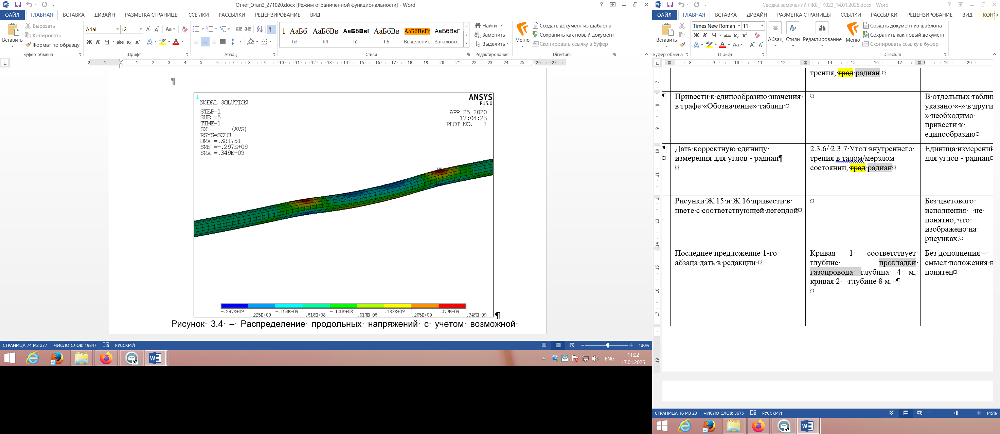 Отчет_Этап3_271020.docx [Режим ограниченной функциональности] - Word
ФАЙЛ ГЛАВНАЯ ВСТАВКА ДИЗАЙН РАЗМЕТКА СТРАНИЦЫ ССЫЛКИ РАССЫЛКИ РЕЦЕНЗИРОВАНИЕ ВИД
Вставить
Вырезать
Копировать
Формат по образцу
Буфер обмена
Arial 12
Ж К Ч abc x₂ x²
Шрифт
Абзац
1 АаБб АаБбВв АаБбВвІ АаБбВв АаБбВвГг АаБбВвГ
h3 h4 h5 h6 Выделение Заголово...
Стили
Найти
Заменить
Выделить
Редактирование
Меню
Создать документ из шаблона
Сохранить как новый документ
Скопировать ссылку в буфер
Directum
2 1 1 2 3 4 5 6 7 8 9 10 11 12 13 14 15 16 17 18 19 20 21 22 23 24 25 26 27
¶
1
ANSYS
R15.0
NODAL SOLUTION
STEP=1
SUB =5
TIME=1
SX (AVG)
RSYS=SOLU
DMX =.381731
SMN =-.297E+09
SMX =.349E+09
APR 25 2020
17:04:23
PLOT NO. 1
MX
-.297E+09 -.153E+09 -.100E+08 .133E+09 .277E+09
-.225E+09 -.818E+08 .617E+08 .205E+09 .349E+09
¶
Рисунок· 3.4· –· Распределение· продольных· напряжений· с· учетом· возможной·
СТРАНИЦА 74 ИЗ 277 ЧИСЛО СЛОВ: 19847 РУССКИЙ 130%
ENG
11:22
17.01.2025
Сводка замечаний ПК8_ТК023_14.01.2025.docx - Word
ФАЙЛ ГЛАВНАЯ ВСТАВКА ДИЗАЙН РАЗМЕТКА СТРАНИЦЫ ССЫЛКИ РАССЫЛКИ РЕЦЕНЗИРОВАНИЕ ВИД
Вставить
Буфер обмена
Times New Roman 11
Ж К Ч abc x₂ x²
Шрифт
Абзац
Стили
Редактирование
Меню
Создать документ из шаблона
Сохранить как новый документ
Скопировать ссылку в буфер
Directum
8 9 10 11 12 14 15 16 17 19 20
трения,·град·радиан.¤
Привести·к·единообразию·значения·
в·графе·«Обозначение»·таблиц·¤
¤
В·отдельных·табли
указано·«-»·в·други
»·необходимо·
привести·к·
единообразию¤
Дать·корректную·единицу·
измерения·для·углов·-·радиан¶
¤
2.3.6/·2.3.7·Угол·внутреннего·
трения·в·талом/мерзлом·
состоянии,·град·радиан¤
Единица·измерений
для·углов·-·радиан¤
Рисунки·Ж.15·и·Ж.16·привести·в·
цвете·с·соответствующей·легендой¤
¤
Без·цветового·
исполнения·–·не·
понятно,·что·
изображено·на·
рисунках.¤
Последнее·предложение·1-го·
абзаца·дать·в·редакции·¤
Кривая· 1· соответствует·
глубине· прокладки·
газопровода· глубина· 4· м,·
кривая·2·–·глубине·8·м.··¶
¤
Без·дополнения·–·
смысл·положения·н
понятен¤
СТРАНИЦА 16 ИЗ 20 ЧИСЛО СЛОВ: 3675 РУССКИЙ 145%